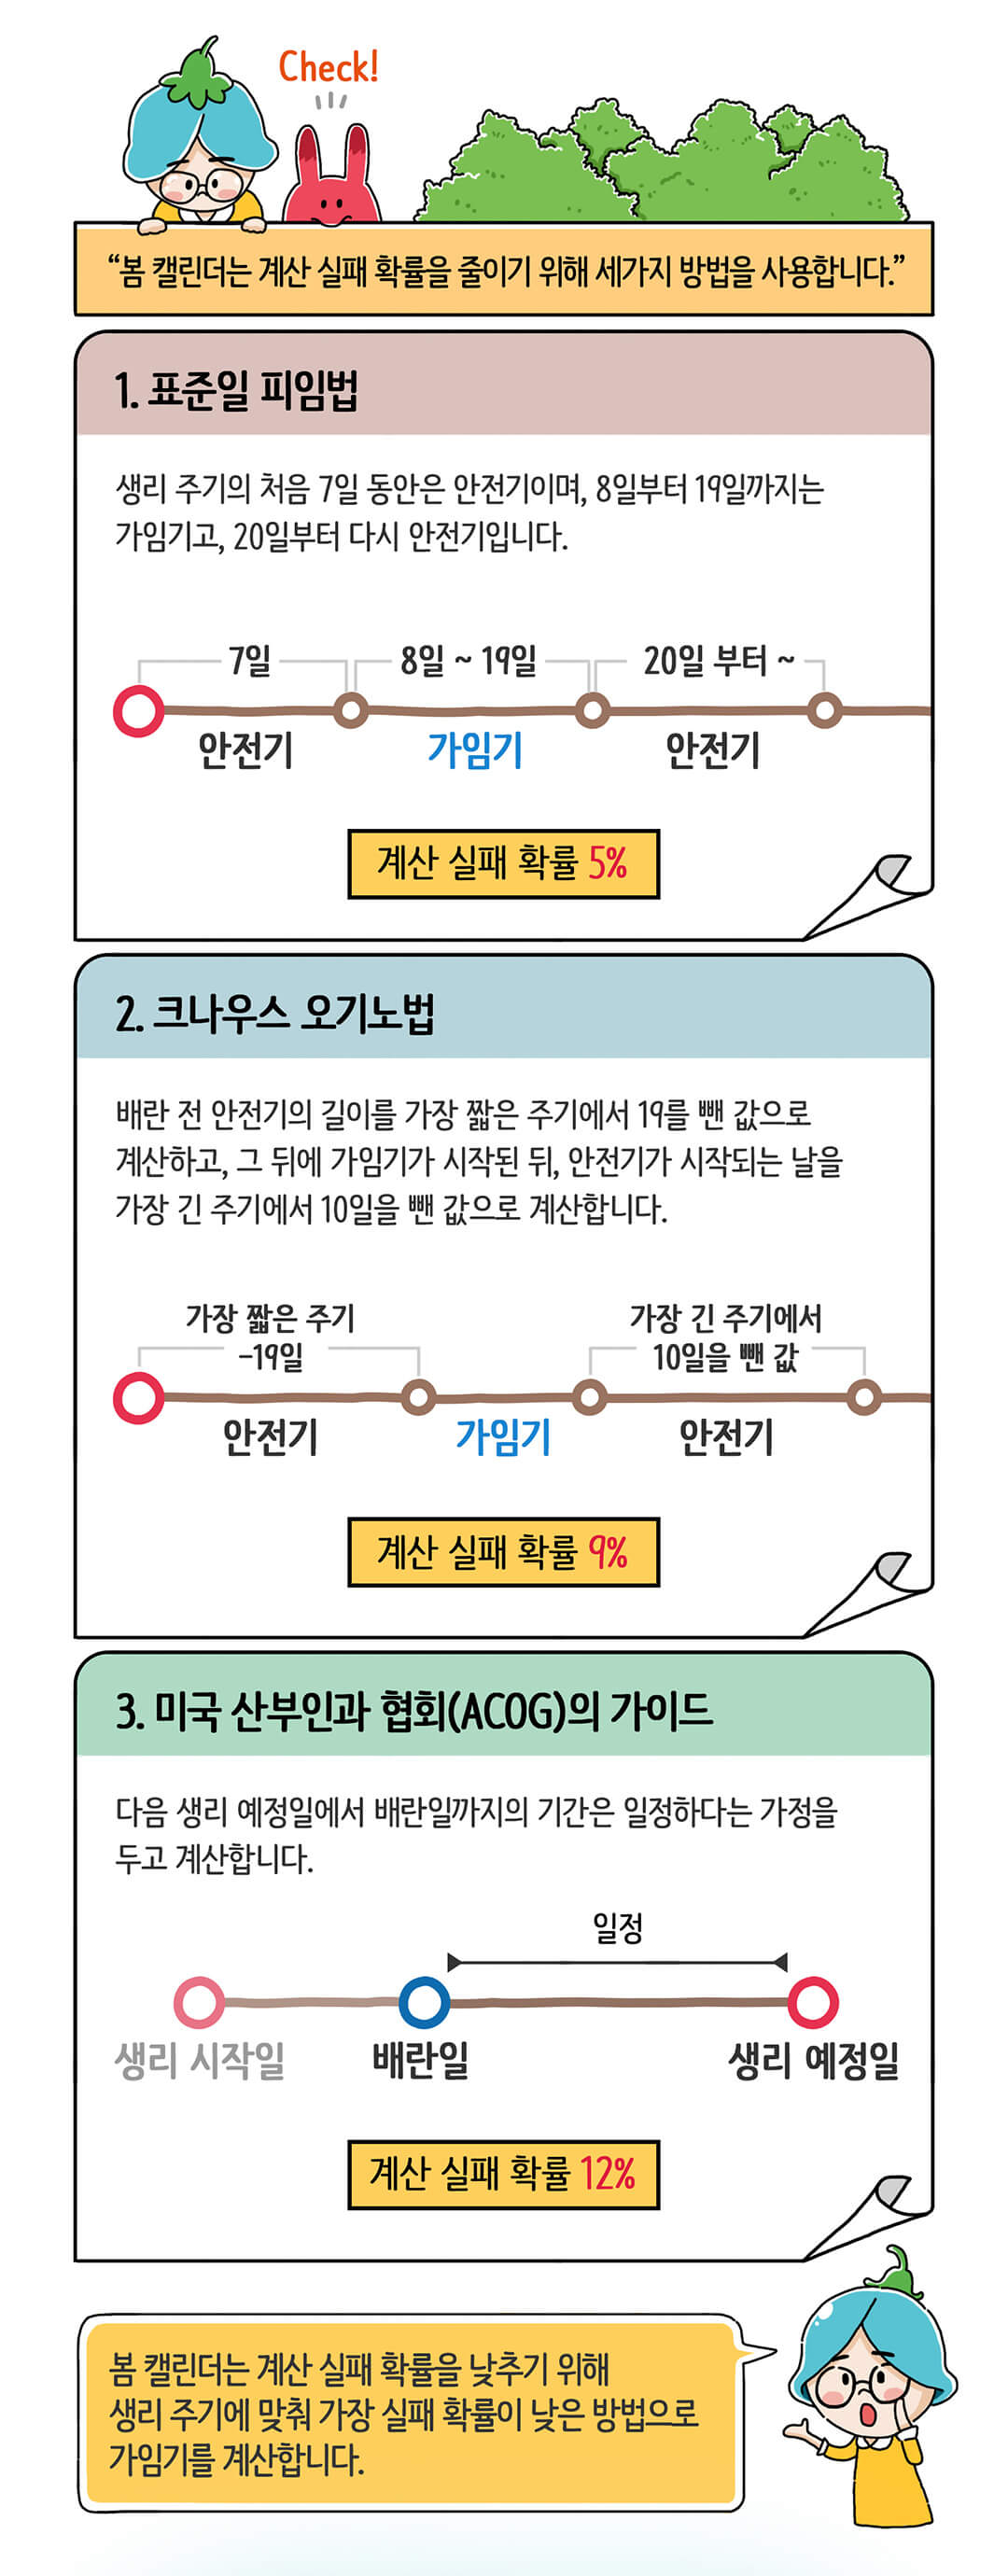 Check!
“봄 캘린더는 계산 실패 확률을 줄이기 위해 세가지 방법을 사용합니다.”
1. 표준일 피임법
생리 주기의 처음 7일 동안은 안전기이며, 8일부터 19일까지는
가임기고, 20일부터 다시 안전기입니다.
7일
8일 ~ 19일
20일 부터 ~
안전기
가임기
안전기
계산 실패 확률 5%
2. 크나우스 오기노법
배란 전 안전기의 길이를 가장 짧은 주기에서 19를 뺀 값으로
계산하고, 그 뒤에 가임기가 시작된 뒤, 안전기가 시작되는 날을
가장 긴 주기에서 10일을 뺀 값으로 계산합니다.
가장 짧은 주기
-19일
가장 긴 주기에서
10일을 뺀 값
안전기
가임기
안전기
계산 실패 확률 9%
3. 미국 산부인과 협회(ACOG)의 가이드
다음 생리 예정일에서 배란일까지의 기간은 일정하다는 가정을
두고 계산합니다.
일정
생리 시작일
배란일
생리 예정일
계산 실패 확률 12%
봄 캘린더는 계산 실패 확률을 낮추기 위해
생리 주기에 맞춰 가장 실패 확률이 낮은 방법으로
가임기를 계산합니다.